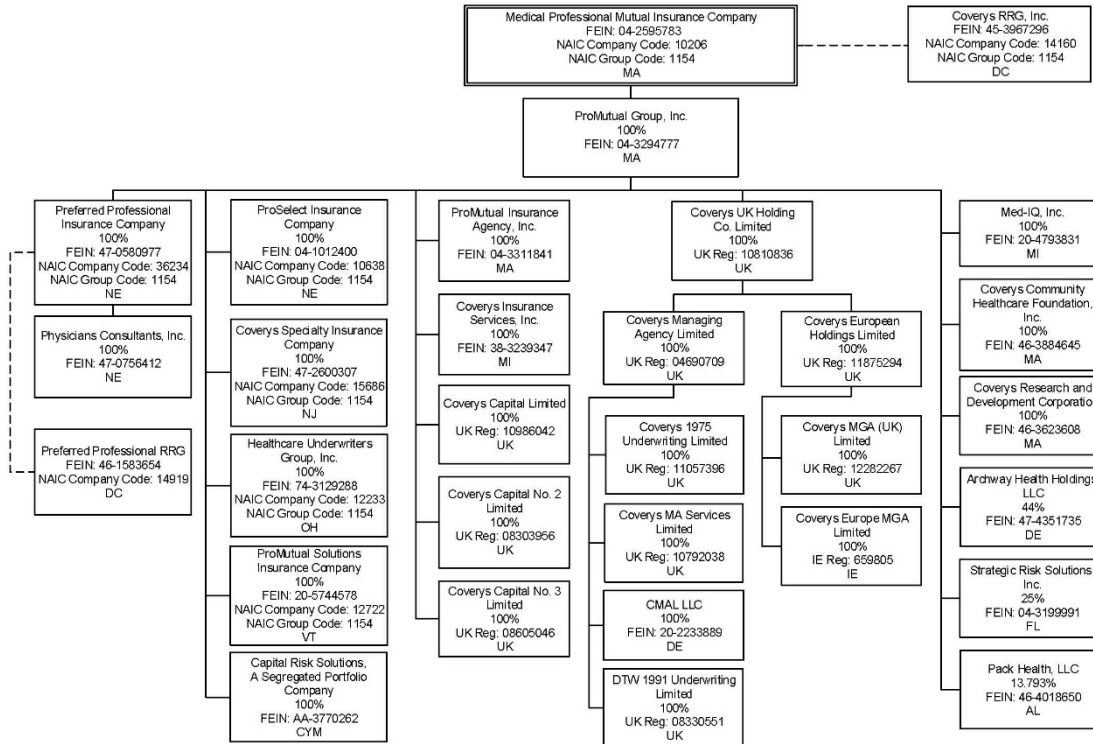 Medical Professional Mutual Insurance Company
FEIN: 04-2595783
NAIC Company Code: 10206
NAIC Group Code: 1154
MA
Coverys RRG, Inc.
FEIN: 45-3967296
NAIC Company Code: 14160
NAIC Group Code: 1154
DC
ProMutual Group, Inc.
100%
FEIN: 04-3294777
MA
Preferred Professional
Insurance Company
100%
FEIN: 47-0580977
NAIC Company Code: 36234
NAIC Group Code: 1154
NE
Physicians Consultants, Inc.
100%
FEIN: 47-0756412
NE
Preferred Professional RRG
FEIN: 46-1583654
NAIC Company Code: 14919
DC
ProSelect Insurance
Company
100%
FEIN: 04-1012400
NAIC Company Code: 10638
NAIC Group Code: 1154
NE
Coverys Specialty Insurance
Company
100%
FEIN: 47-2600307
NAIC Company Code: 15686
NAIC Group Code: 1154
NJ
Healthcare Underwriters
Group, Inc.
100%
FEIN: 74-3129288
NAIC Company Code: 12233
NAIC Group Code: 1154
OH
ProMutual Solutions
Insurance Company
100%
FEIN: 20-5744578
NAIC Company Code: 12722
NAIC Group Code: 1154
VT
Capital Risk Solutions,
A Segregated Portfolio
Company
100%
FEIN: AA-3770262
CYM
ProMutual Insurance
Agency, Inc.
100%
FEIN: 04-3311841
MA
Coverys Insurance
Services, Inc.
100%
FEIN: 38-3239347
MI
Coverys Capital Limited
100%
UK Reg: 10986042
UK
Coverys Capital No. 2
Limited
100%
UK Reg: 08303956
UK
Coverys Capital No. 3
Limited
100%
UK Reg: 08605046
UK
Coverys UK Holding
Co. Limited
100%
UK Reg: 10810836
UK
Coverys Managing
Agency Limited
100%
UK Reg: 04690709
UK
Coverys 1975
Underwriting Limited
100%
UK Reg: 11057396
UK
Coverys MA Services
Limited
100%
UK Reg: 10792038
UK
CMAL LLC
100%
FEIN: 20-2233889
DE
DTW 1991 Underwriting
Limited
100%
UK Reg: 08330551
UK
Coverys European
Holdings Limited
100%
UK Reg: 11875294
UK
Coverys MGA (UK)
Limited
100%
UK Reg: 12282267
UK
Coverys Europe MGA
Limited
100%
IE Reg: 659805
IE
Med-IQ, Inc.
100%
FEIN: 20-4793831
MI
Coverys Community
Healthcare Foundation,
Inc.
100%
FEIN: 46-3884645
MA
Coverys Research and
Development Corporation
100%
FEIN: 46-3623608
MA
Archway Health Holdings
LLC
44%
FEIN: 47-4351735
DE
Strategic Risk Solutions
Inc.
25%
FEIN: 04-3199991
FL
Pack Health, LLC
13.793%
FEIN: 46-4018650
AL